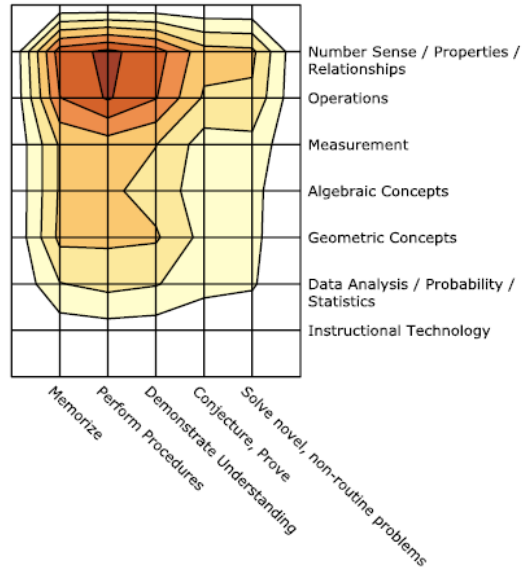 Number Sense / Properties /
Relationships
Operations
Measurement
Algebraic Concepts
Geometric Concepts
Data Analysis / Probability /
Statistics
Instructional Technology
Memorize
Perform Procedures
Demonstrate Understanding
Conjecture, Prove
Solve novel, non-routine problems